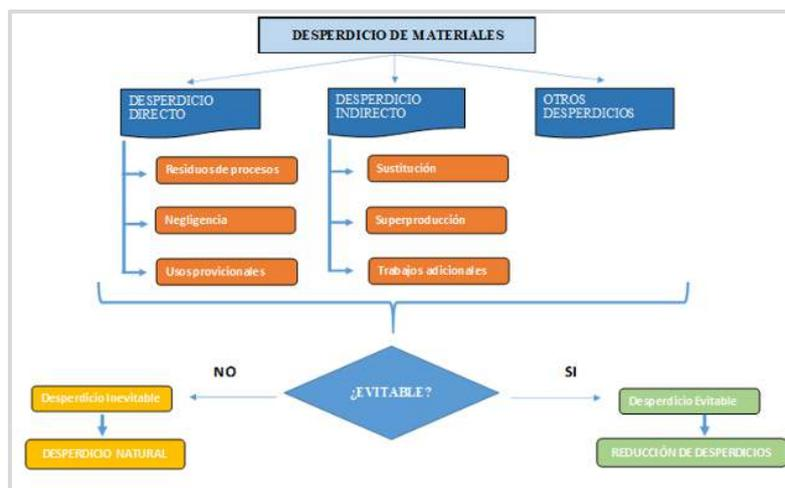 DESPERDICIO DE MATERIALES
DESPERDICIO
DIRECTO
Residuos de procesos
Negligencia
Usos provicionales
DESPERDICIO
INDIRECTO
Sustitución
Superproducción
Trabajos adicionales
OTROS
DESPERDICIOS
¿EVITABLE?
NO
Desperdicio Inevitable
DESPERDICIO NATURAL
SI
Desperdicio Evitable
REDUCCIÓN DE DESPERDICIOS